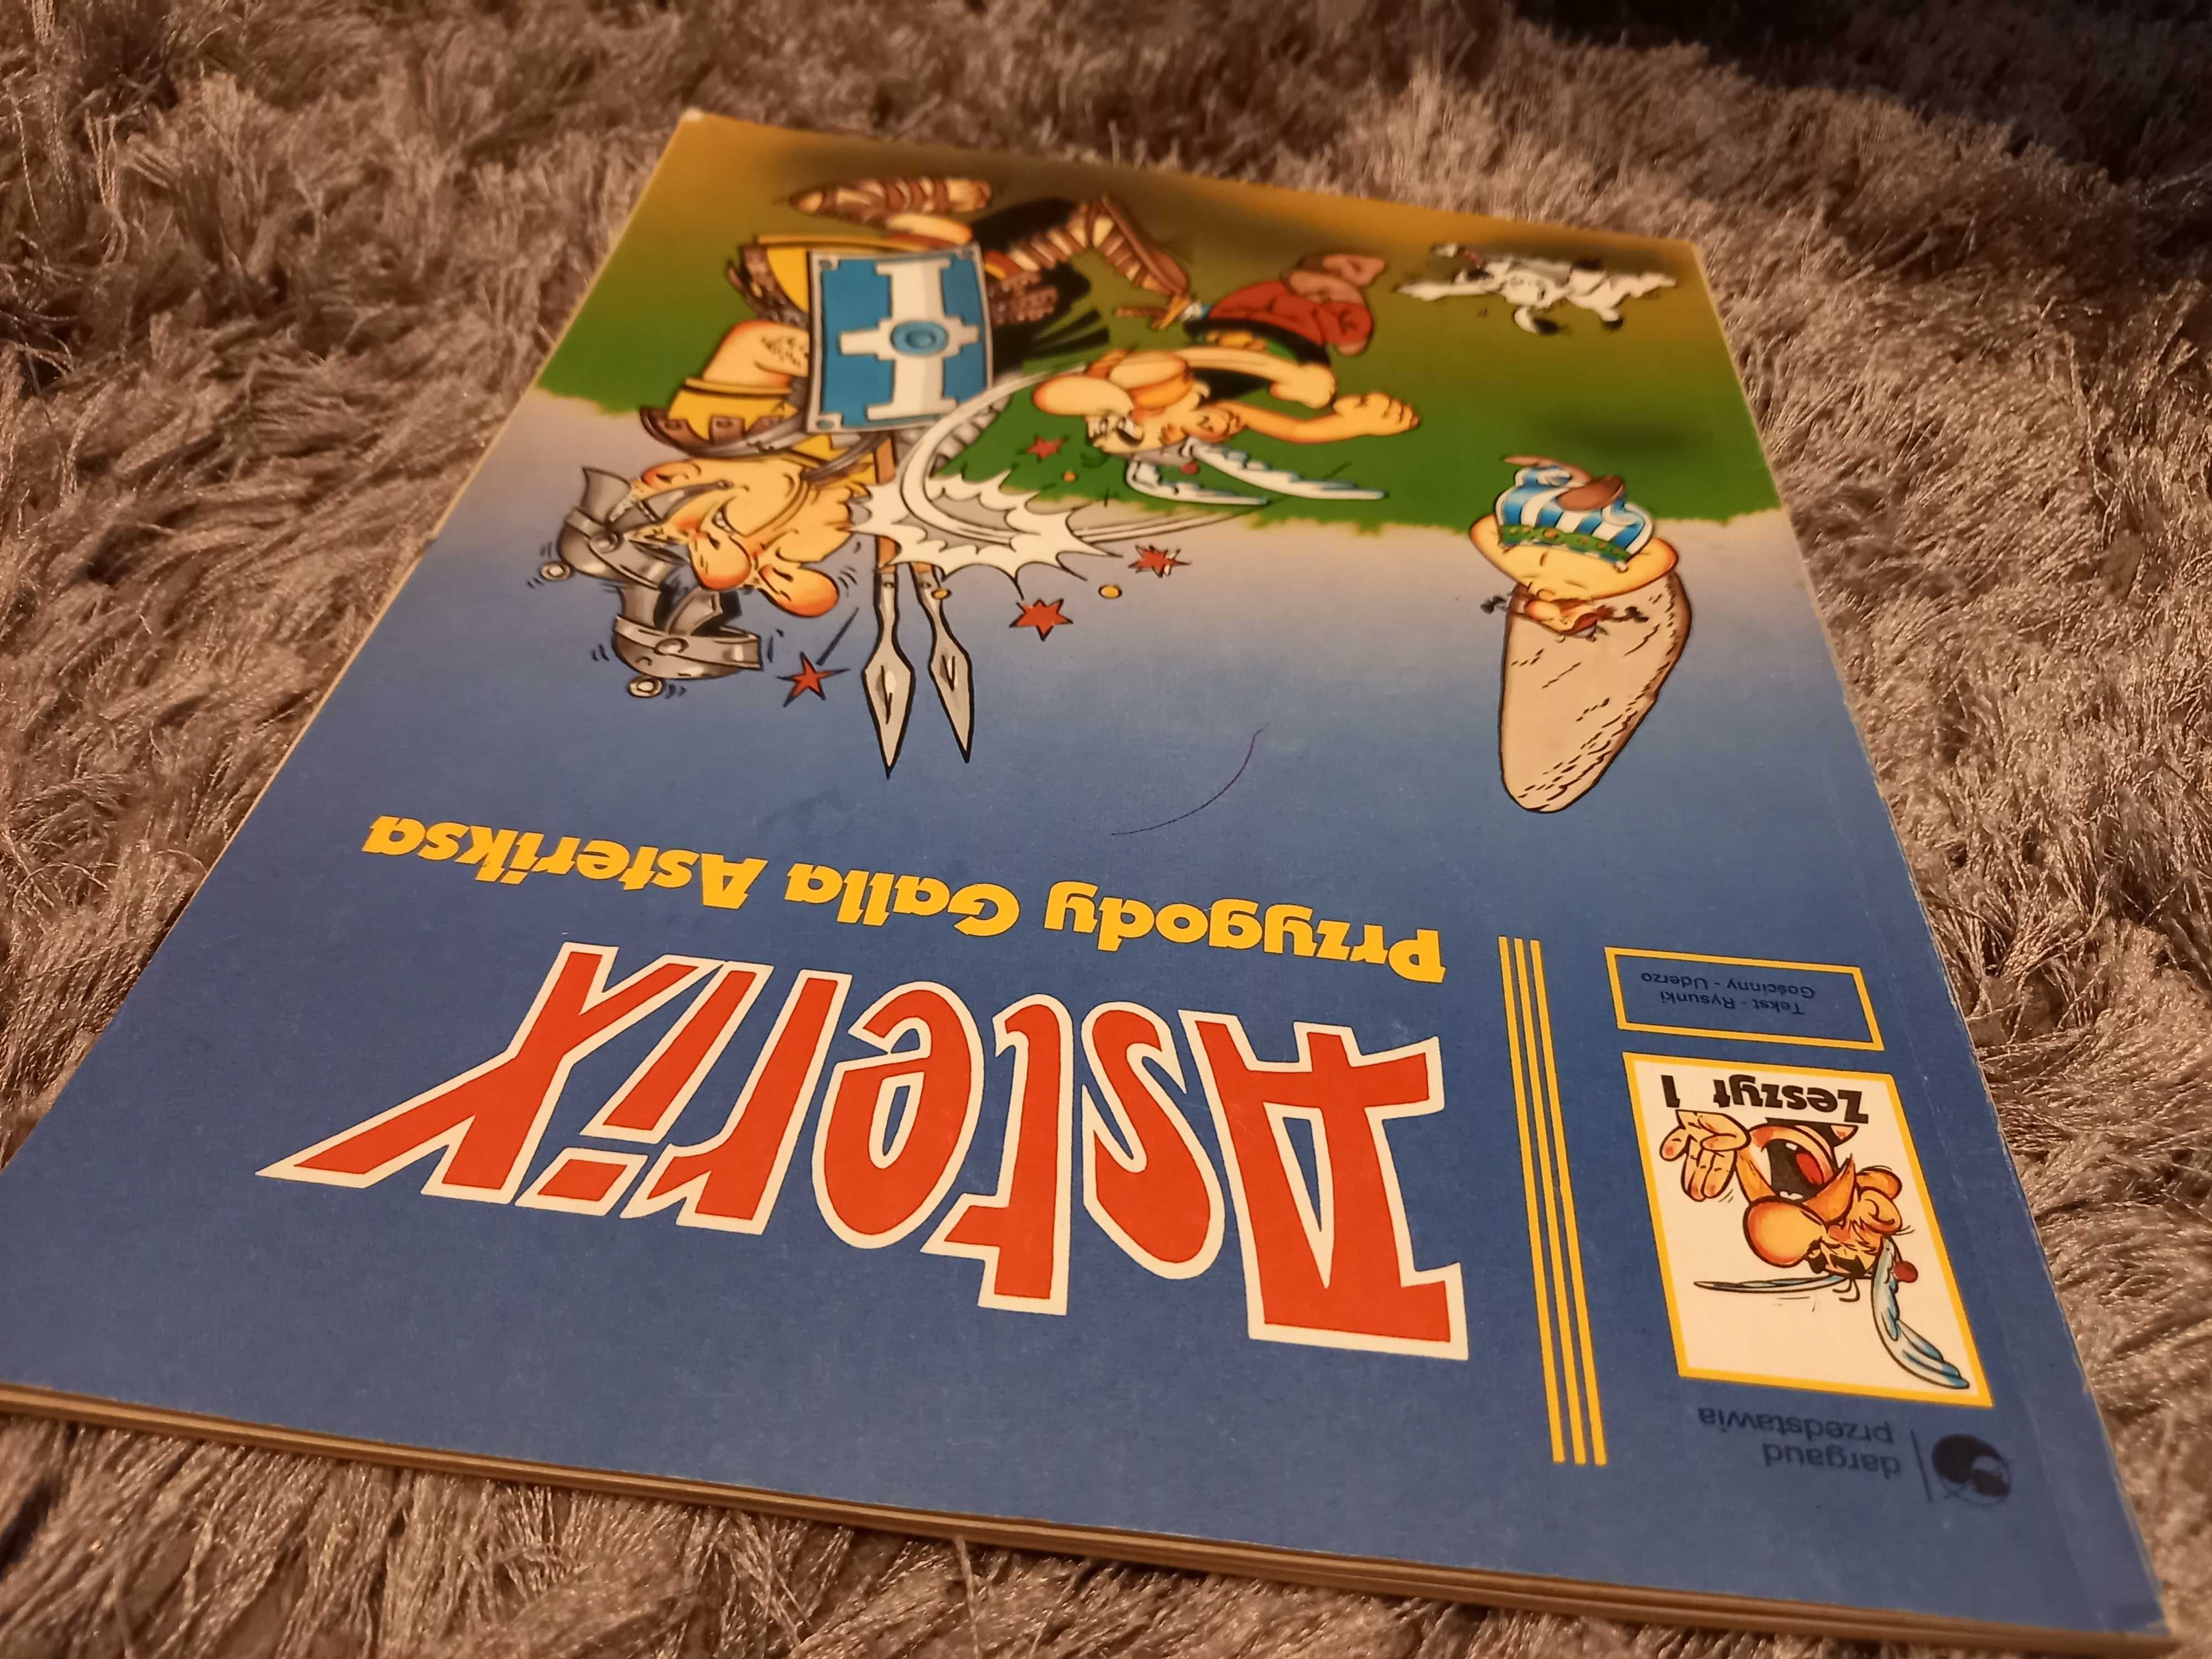 dargaud
przedstawia
Zeszyt 1
Tekst - Rysunki
Gościnny - Uderzo
Asterix
Przygody Galla Asteriksa